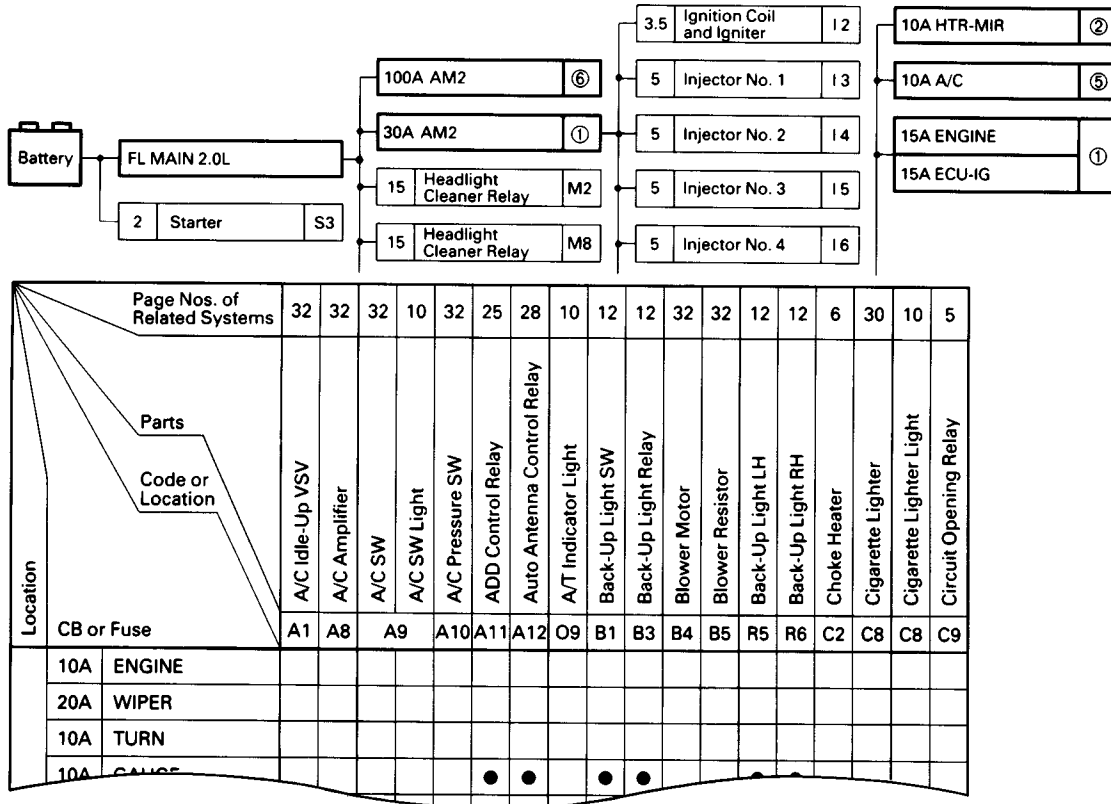 Battery
FL MAIN 2.0L
2 Starter S3
100A AM2 ⑥
30A AM2 ①
15 Headlight Cleaner Relay M2
15 Headlight Cleaner Relay M8
3.5 Ignition Coil and Igniter I2
5 Injector No. 1 I3
5 Injector No. 2 I4
5 Injector No. 3 I5
5 Injector No. 4 I6
10A HTR-MIR ②
10A A/C ⑤
15A ENGINE ①
15A ECU-IG
Page Nos. of Related Systems 32 32 32 10 32 25 28 10 12 12 32 32 12 12 6 30 10 5
Parts
Code or Location
A/C Idle-Up VSV
A/C Amplifier
A/C SW
A/C SW Light
A/C Pressure SW
ADD Control Relay
Auto Antenna Control Relay
A/T Indicator Light
Back-Up Light SW
Back-Up Light Relay
Blower Motor
Blower Resistor
Back-Up Light LH
Back-Up Light RH
Choke Heater
Cigarette Lighter
Cigarette Lighter Light
Circuit Opening Relay
Location
CB or Fuse A1 A8 A9 A10 A11 A12 O9 B1 B3 B4 B5 R5 R6 C2 C8 C8 C9
10A ENGINE
20A WIPER
10A TURN
10A GAUGE ● ● ● ● ● ●